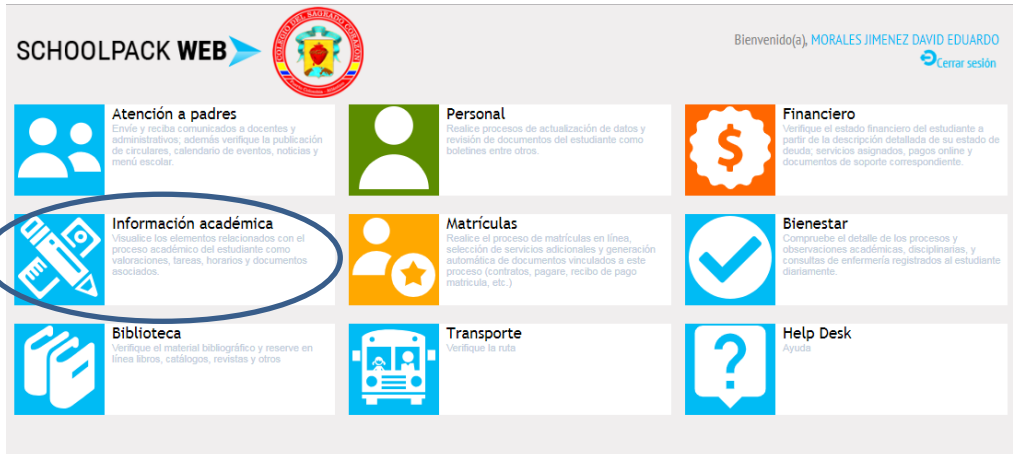 SCHOOLPACK WEB
COLEGIO DEL SAGRADO CORAZON
Bienvenido(a), MORALES JIMENEZ DAVID EDUARDO
Cerrar sesión
Atención a padres
Envíe y reciba comunicados a docentes y
administrativos; además verifique la publicación
de circulares, calendario de eventos, noticias y
menú escolar.
Personal
Realice procesos de actualización de datos y
revisión de documentos del estudiante como
boletines entre otros.
Financiero
Verifique el estado financiero del estudiante a
partir de la descripción detallada de su estado de
deuda; servicios asignados, pagos online y
documentos de soporte correspondiente.
Información académica
Visualice los elementos relacionados con el
proceso académico del estudiante como
valoraciones, tareas, horarios y documentos
asociados.
Matrículas
Realice el proceso de matrículas en línea,
selección de servicios adicionales y generación
automática de documentos vinculados a este
proceso (contratos, pagare, recibo de pago
matricula, etc.)
Bienestar
Compruebe el detalle de los procesos y
observaciones académicas, disciplinarias, y
consultas de enfermería registrados al estudiante
diariamente.
Biblioteca
Verifique el material bibliográfico y reserve en
línea libros, catálogos, revistas y otros
Transporte
Verifique la ruta
Help Desk
Ayuda